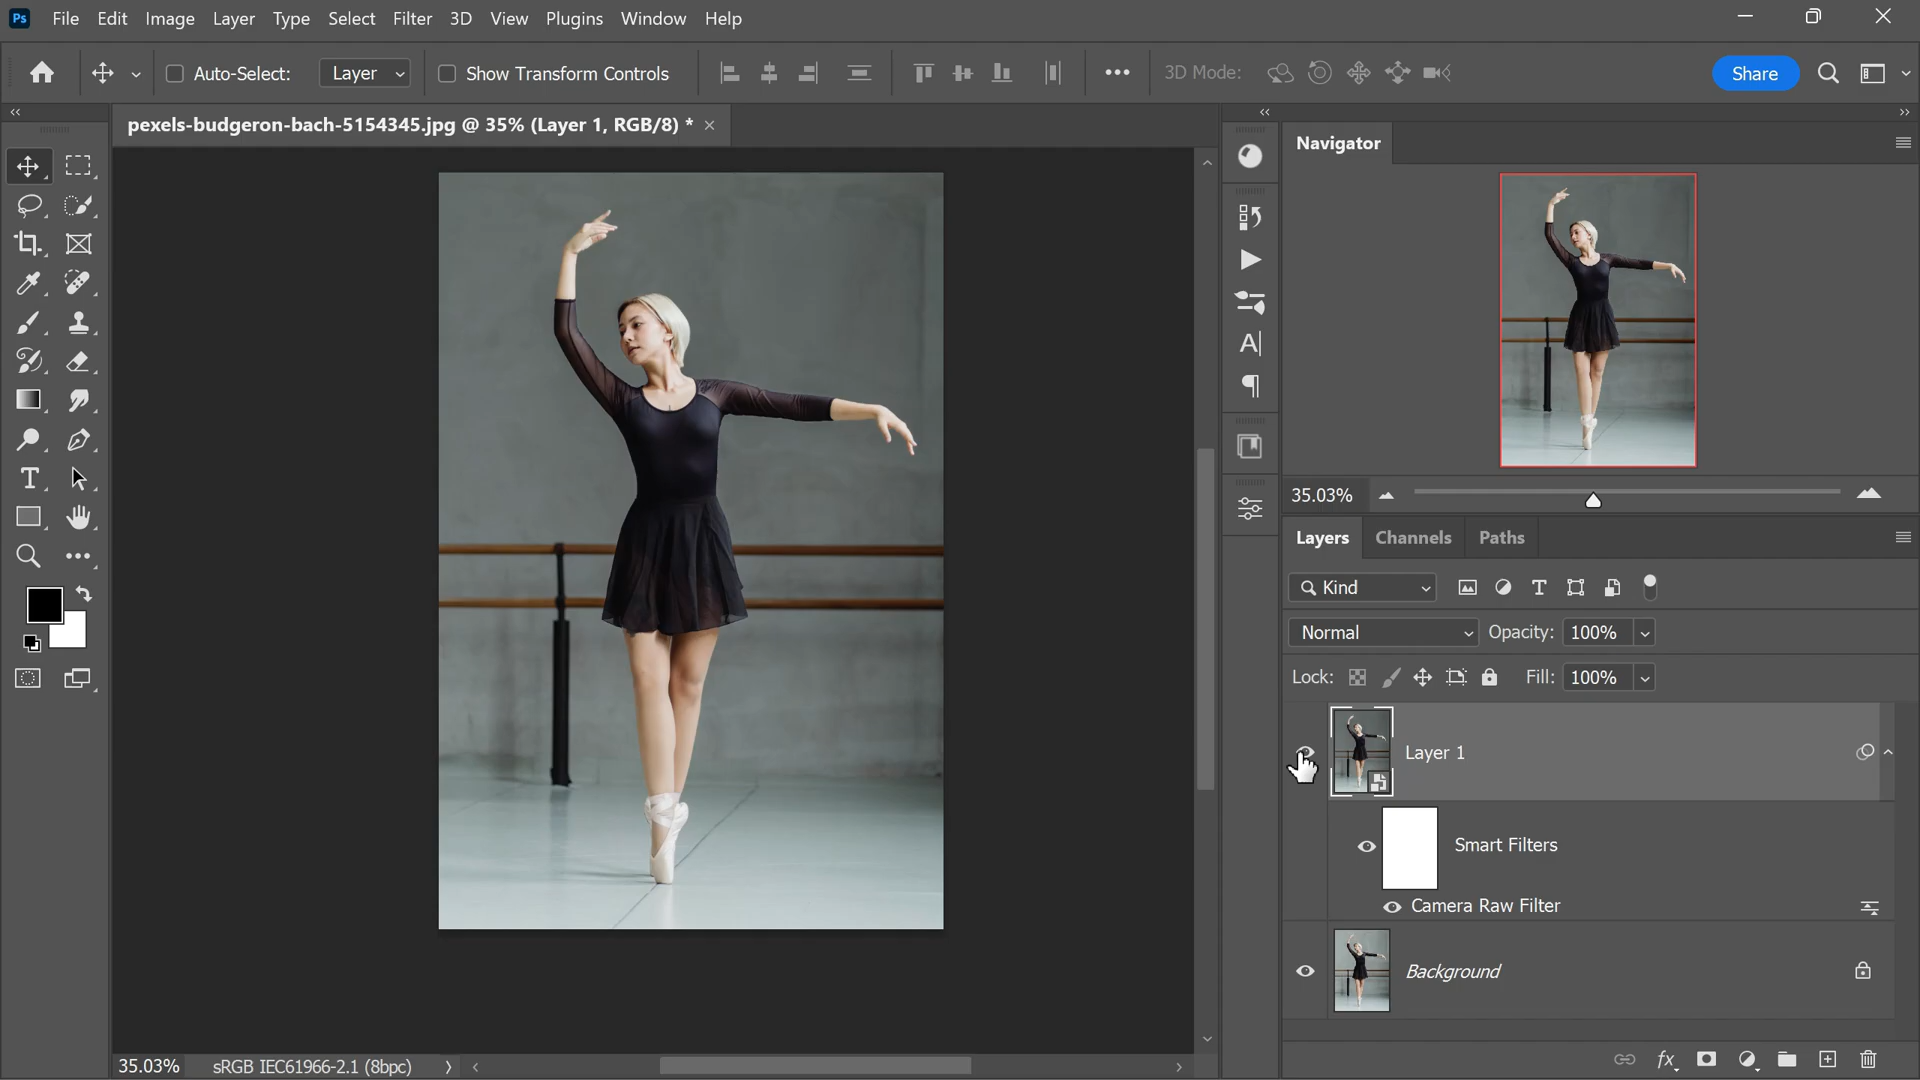 Ps File Edit Image Layer Type Select Filter 3D View Plugins Window Help
Auto-Select: Layer Show Transform Controls 3D Mode: Share
pexels-budgeron-bach-5154345.jpg @ 35% (Layer 1, RGB/8) *
Navigator
35.03%
Layers Channels Paths
Kind
Normal Opacity: 100%
Lock: Fill: 100%
Layer 1
Smart Filters
Camera Raw Filter
Background
fx
35.03% sRGB IEC61966-2.1 (8bpc)